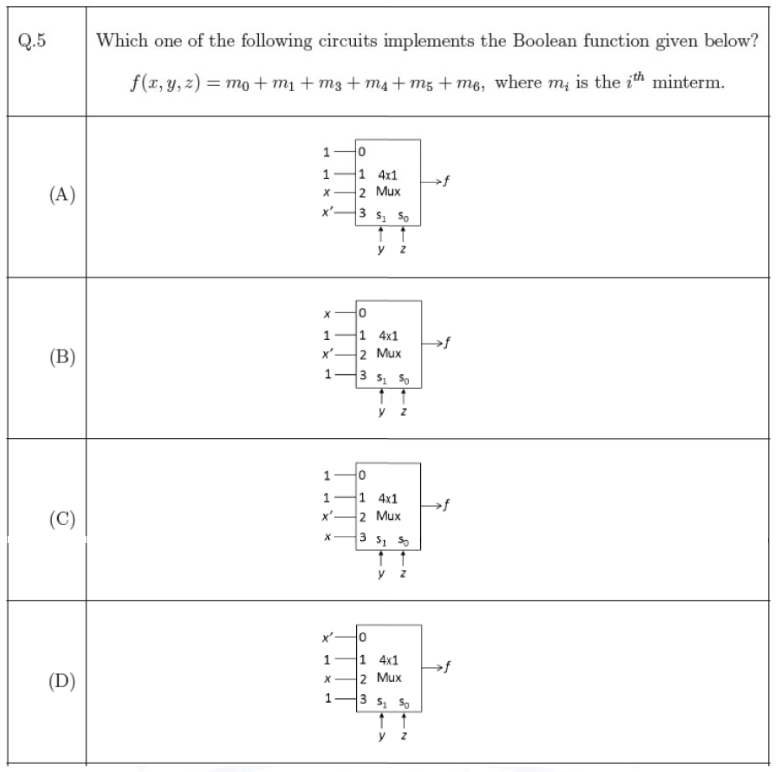 Q.5 Which one of the following circuits implements the Boolean function given below?
f(x, y, z) = m₀ + m₁ + m₃ + m₄ + m₅ + m₆, where mᵢ is the iᵗʰ minterm.
(A)
1 0
1 1 4x1
x 2 Mux
x' 3 S₁ S₀
f
y z
(B)
x 0
1 1 4x1
x' 2 Mux
1 3 S₁ S₀
f
y z
(C)
1 0
1 1 4x1
x' 2 Mux
x 3 S₁ S₀
f
y z
(D)
x' 0
1 1 4x1
x 2 Mux
1 3 S₁ S₀
f
y z